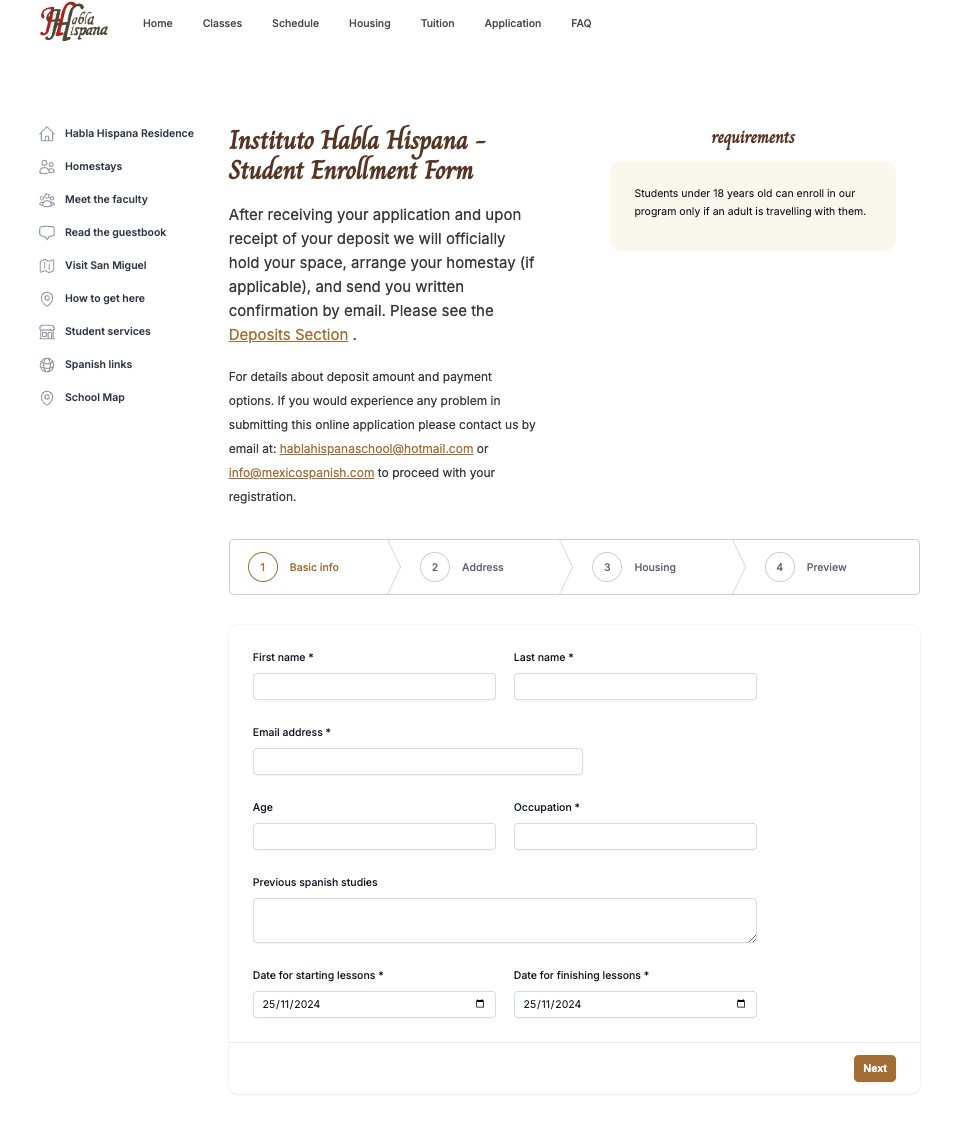 Habla
Hispana
Home
Classes
Schedule
Housing
Tuition
Application
FAQ
Habla Hispana Residence
Homestays
Meet the faculty
Read the guestbook
Visit San Miguel
How to get here
Student services
Spanish links
School Map
Instituto Habla Hispana –
Student Enrollment Form
After receiving your application and upon
receipt of your deposit we will officially
hold your space, arrange your homestay (if
applicable), and send you written
confirmation by email. Please see the
Deposits Section .
For details about deposit amount and payment
options. If you would experience any problem in
submitting this online application please contact us by
email at: hablahispanaschool@hotmail.com or
info@mexicospanish.com to proceed with your
registration.
requirements
Students under 18 years old can enroll in our
program only if an adult is travelling with them.
1 Basic info
2 Address
3 Housing
4 Preview
First name *
Last name *
Email address *
Age
Occupation *
Previous spanish studies
Date for starting lessons *
Date for finishing lessons *
25/11/2024
25/11/2024
Next